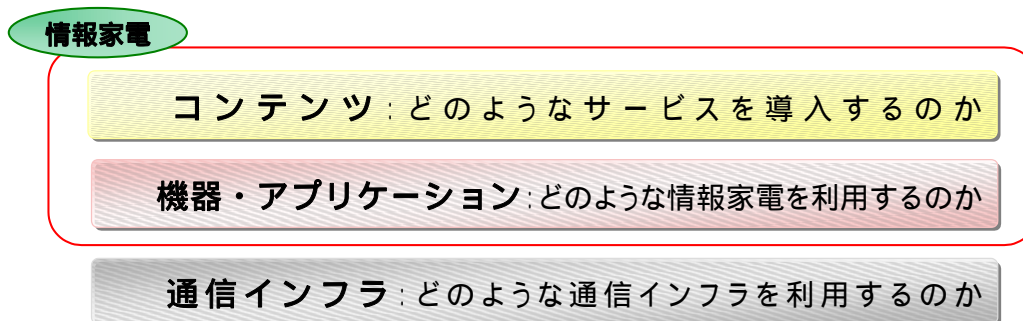 情報家電
コンテンツ:どのようなサービスを導入するのか
機器・アプリケーション:どのような情報家電を利用するのか
通信インフラ:どのような通信インフラを利用するのか